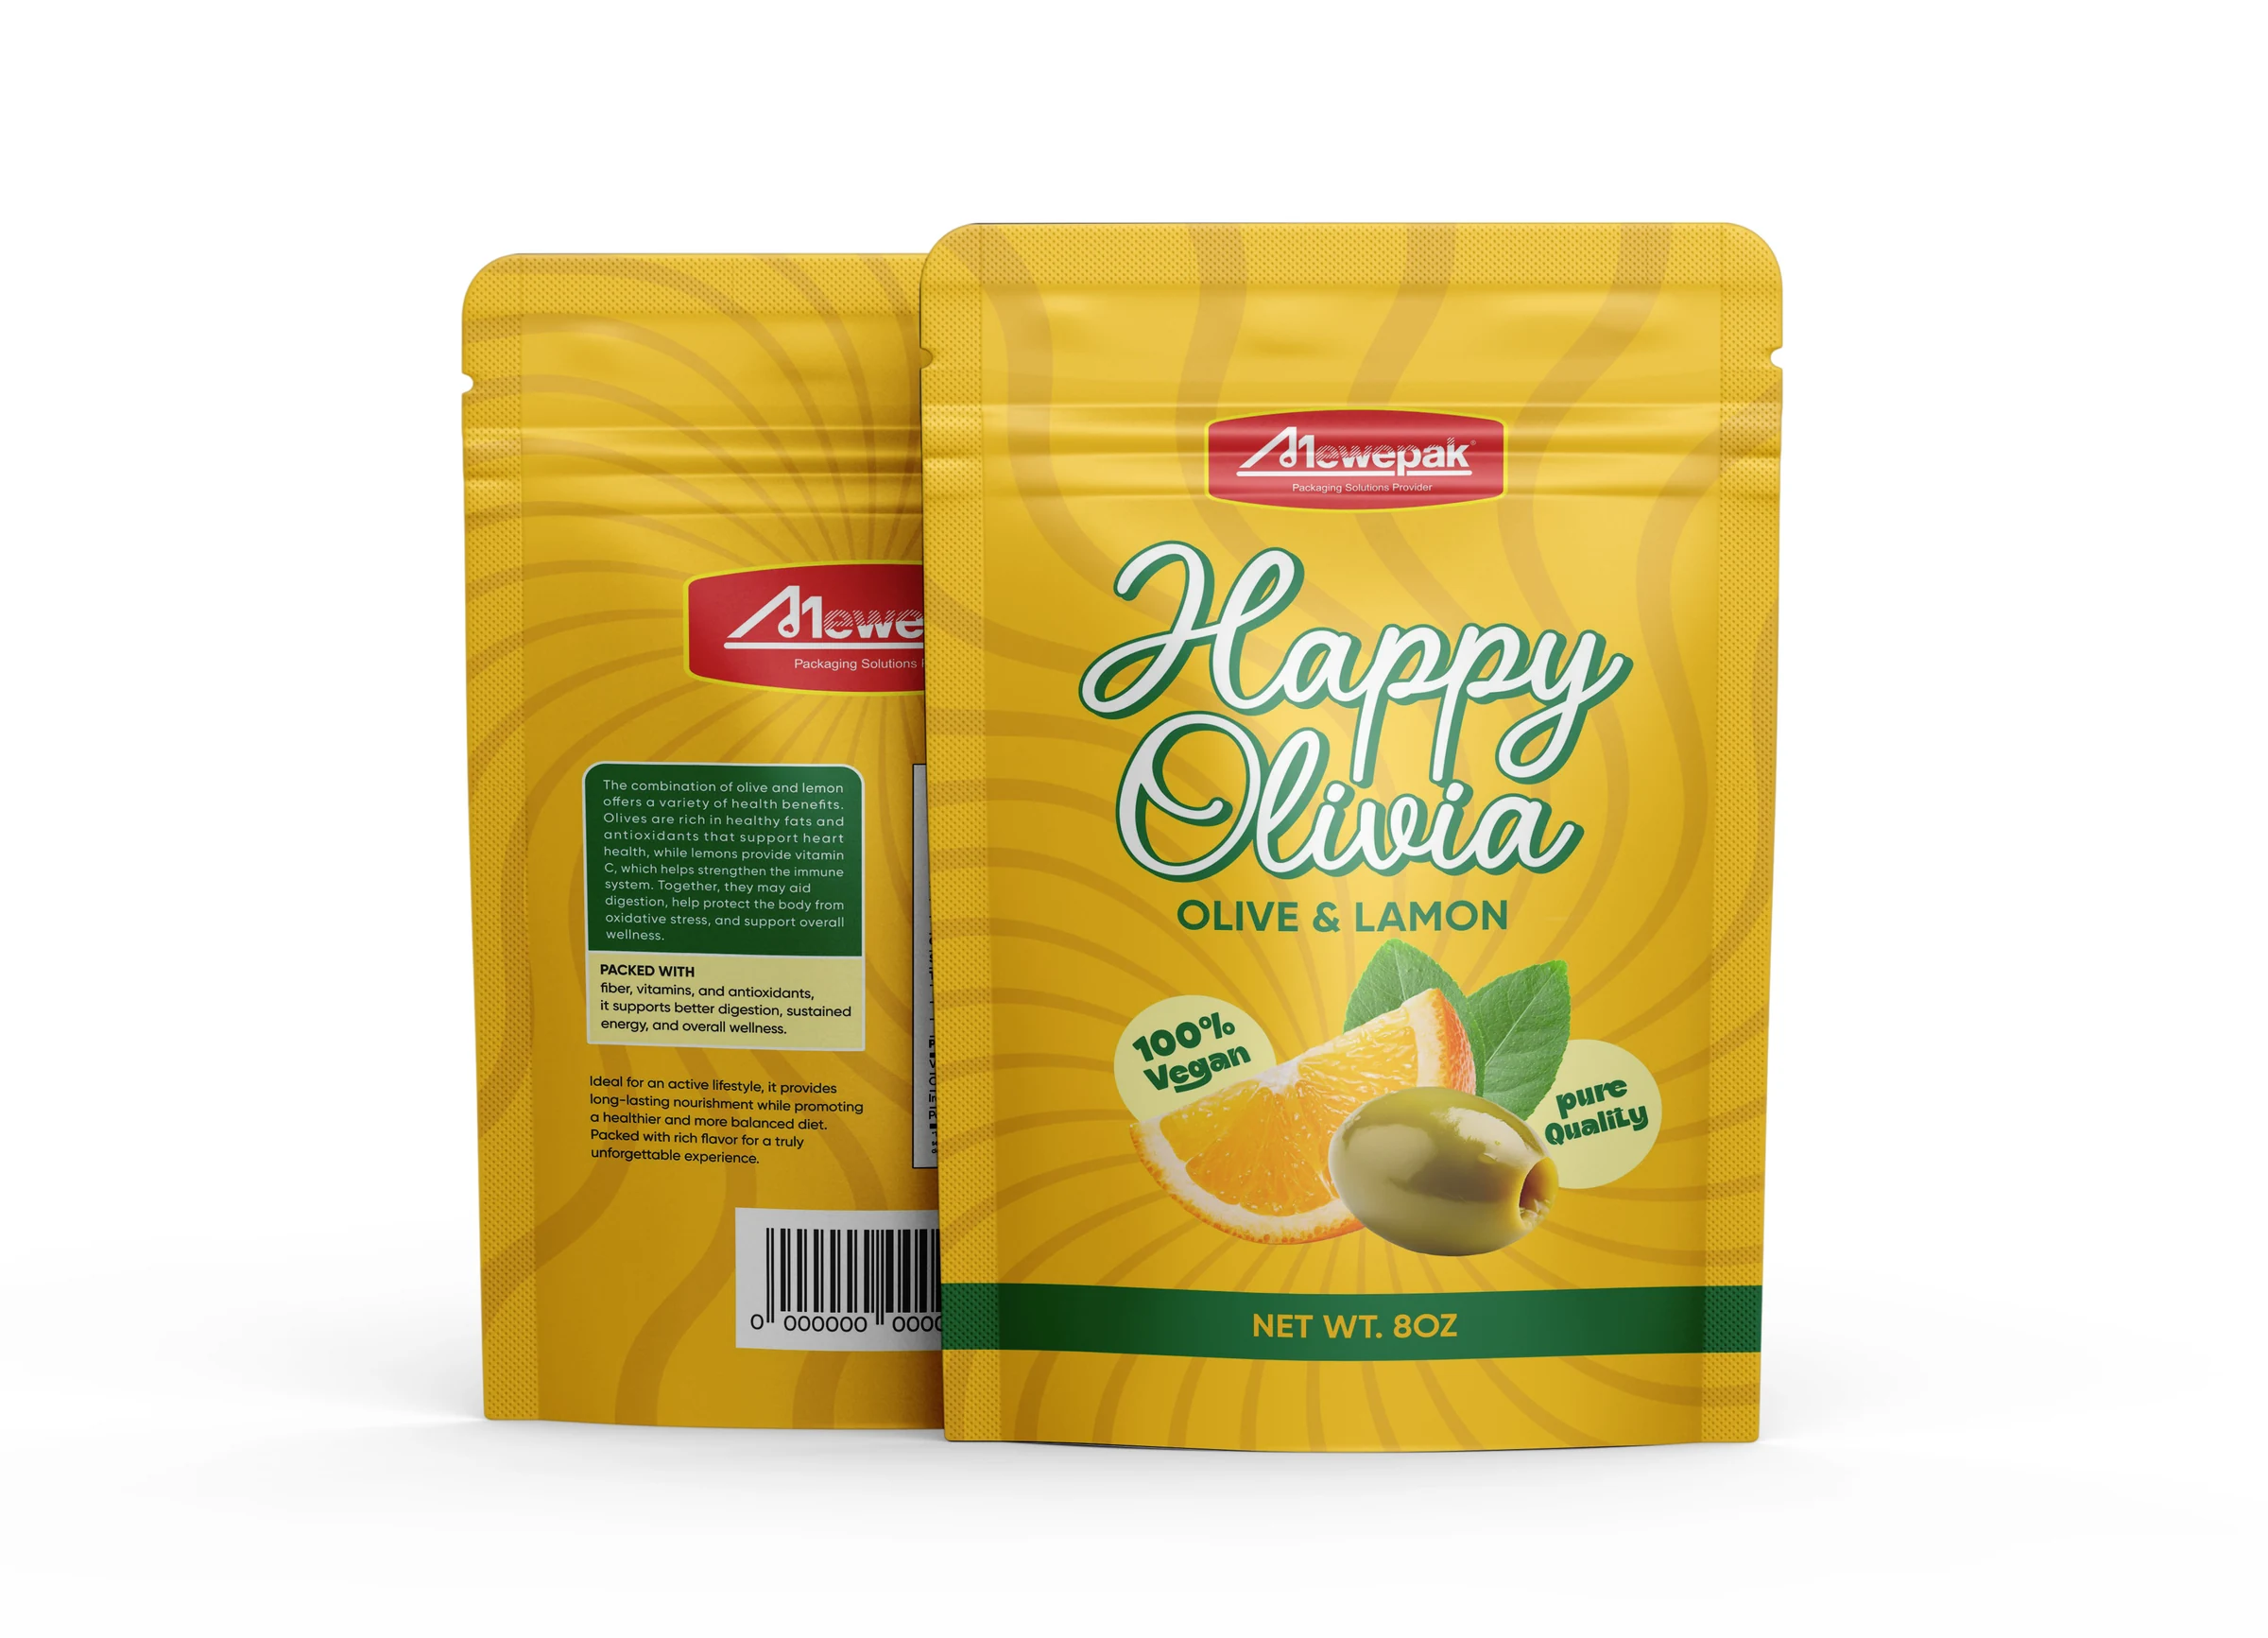 Mewepak®
Packaging Solutions Provider
Happy
Olivia
OLIVE & LAMON
100%
Vegan
pure
Quality
NET WT. 8OZ
Mewe
Packaging Solutions
The combination of olive and lemon
offers a variety of health benefits.
Olives are rich in healthy fats and
antioxidants that support heart
health, while lemons provide vitamin
C, which helps strengthen the immune
system. Together, they may aid
digestion, help protect the body from
oxidative stress, and support overall
wellness.
PACKED WITH
fiber, vitamins, and antioxidants,
it supports better digestion, sustained
energy, and overall wellness.
Ideal for an active lifestyle, it provides
long-lasting nourishment while promoting
a healthier and more balanced diet.
Packed with rich flavor for a truly
unforgettable experience.
0 000000 0000